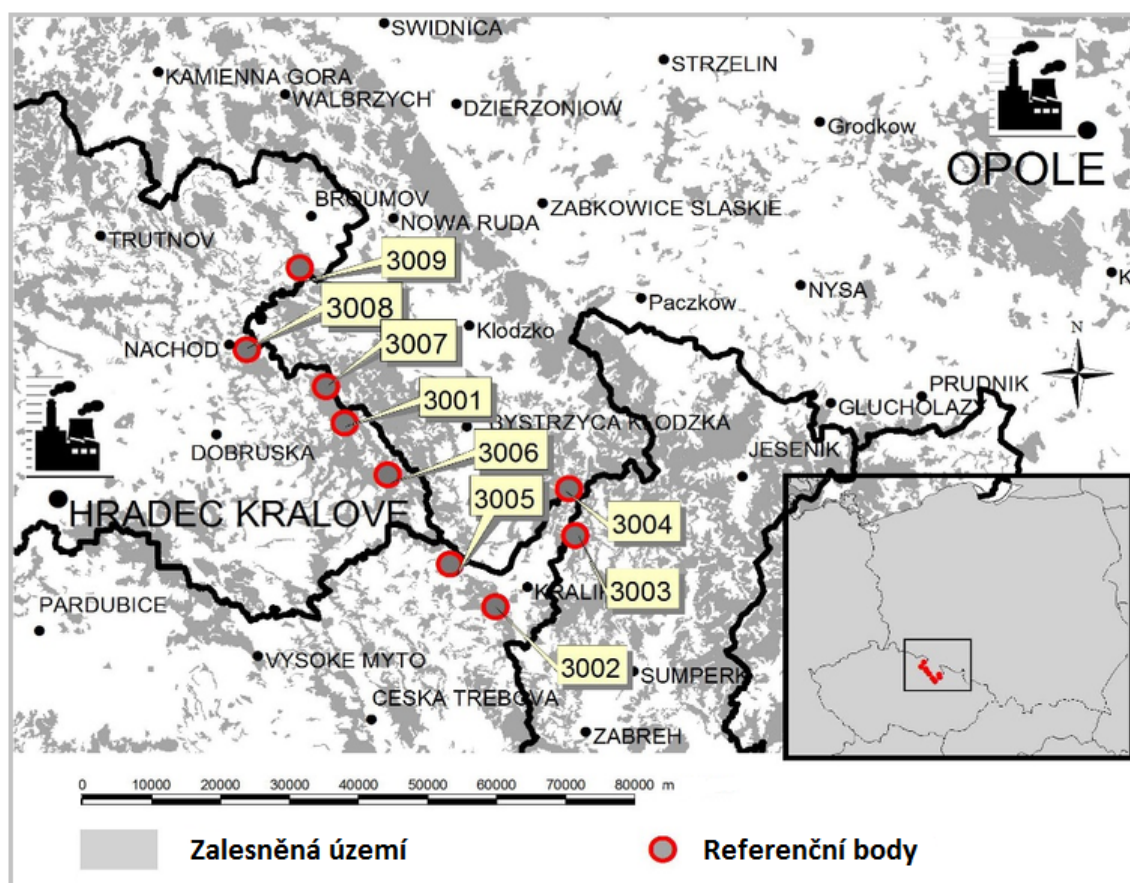 SWIDNICA
STRZELIN
KAMIENNA GORA
WALBRZYCH
DZIERZONIOW
Grodkow
OPOLE
BROUMOV
NOWA RUDA
ZABKOWICE SLASKIE
TRUTNOV
3009
K
3008
Paczkow
NYSA
NACHOD
3007
Klodzko
N
3001
PRUDNIK
GLUCHOLAZY
BYSTRZYCA KLODZKA
DOBRUSKA
3006
JESENIK
3005
HRADEC KRALOVE
3004
KRALIK
3003
PARDUBICE
VYSOKE MYTO
3002
SUMPERK
CESKA TREBOVA
ZABREH
0 10000 20000 30000 40000 50000 60000 70000 80000 m
Zalesněná území
Referenční body